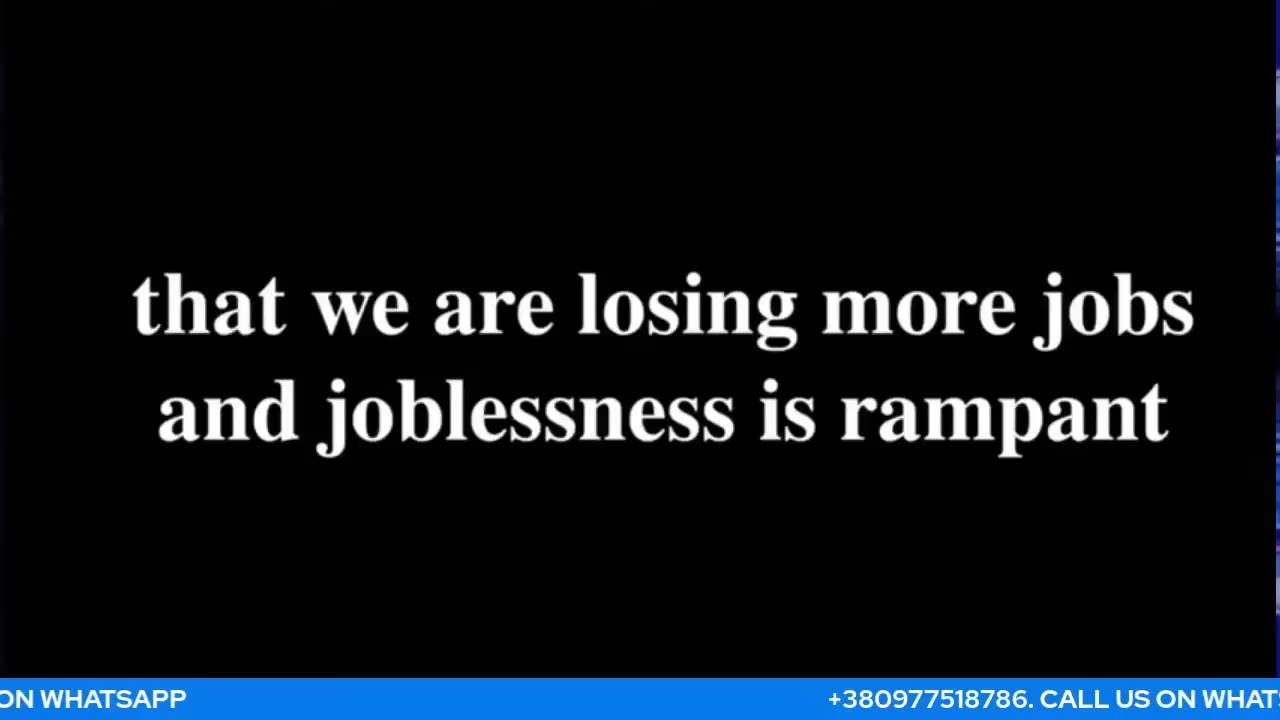 that we are losing more jobs
and joblessness is rampant
ON WHATSAPP +380977518786. CALL US ON WHATS